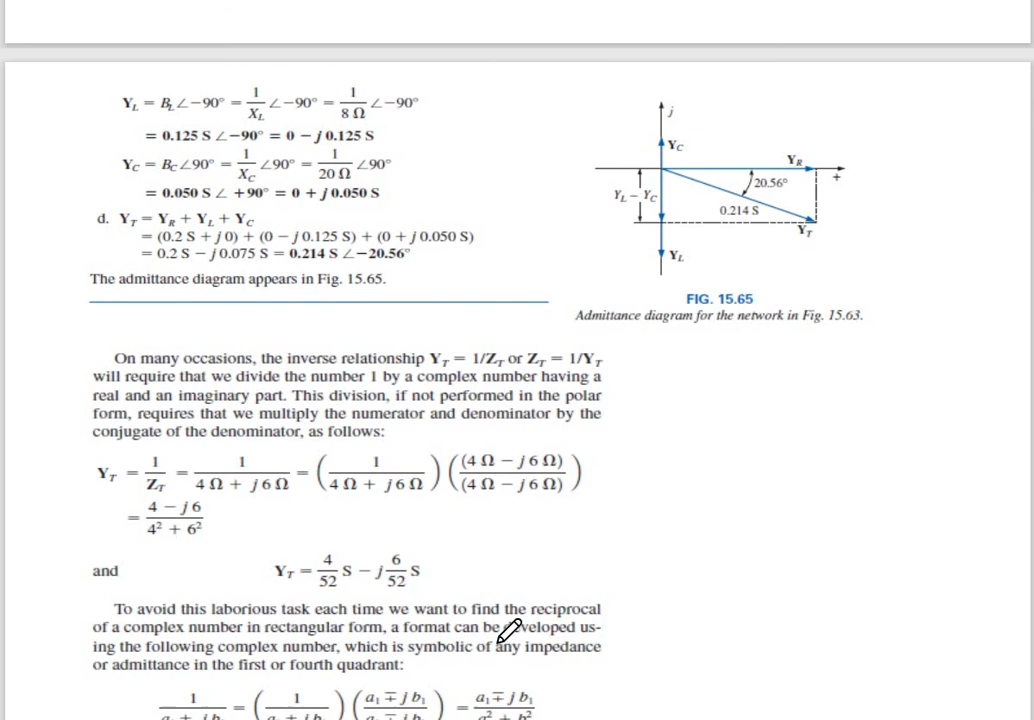 Y_L = B_L ∠−90° = 1/X_L ∠−90° = 1/8 Ω ∠−90°
= 0.125 S ∠−90° = 0 − j 0.125 S
Y_C = B_C ∠90° = 1/X_C ∠90° = 1/20 Ω ∠90°
= 0.050 S ∠ +90° = 0 + j 0.050 S
d. Y_T = Y_R + Y_L + Y_C
= (0.2 S + j 0) + (0 − j 0.125 S) + (0 + j 0.050 S)
= 0.2 S − j 0.075 S = 0.214 S ∠−20.56°
The admittance diagram appears in Fig. 15.65.
j
Y_C
Y_R
+
20.56°
Y_L − Y_C
0.214 S
Y_T
Y_L
FIG. 15.65
Admittance diagram for the network in Fig. 15.63.
On many occasions, the inverse relationship Y_T = 1/Z_T or Z_T = 1/Y_T
will require that we divide the number 1 by a complex number having a
real and an imaginary part. This division, if not performed in the polar
form, requires that we multiply the numerator and denominator by the
conjugate of the denominator, as follows:
Y_T = 1/Z_T = 1/(4 Ω + j 6 Ω) = (1/(4 Ω + j 6 Ω)) ((4 Ω − j 6 Ω)/(4 Ω − j 6 Ω))
= (4 − j 6)/(4² + 6²)
and Y_T = 4/52 S − j 6/52 S
To avoid this laborious task each time we want to find the reciprocal
of a complex number in rectangular form, a format can be developed us-
ing the following complex number, which is symbolic of any impedance
or admittance in the first or fourth quadrant:
1 = ( 1 ) ( a₁ ∓ j b₁ ) = a₁ ∓ j b₁